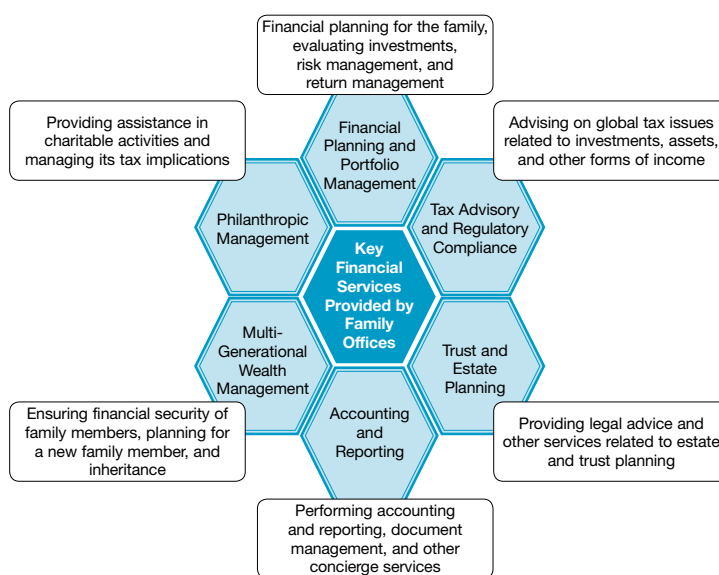 Financial planning for the family,
evaluating investments,
risk management, and
return management
Providing assistance in
charitable activities and
managing its tax implications
Financial
Planning and
Portfolio
Management
Advising on global tax issues
related to investments, assets,
and other forms of income
Philanthropic
Management
Tax Advisory
and Regulatory
Compliance
Key
Financial
Services
Provided by
Family
Offices
Multi-
Generational
Wealth
Management
Trust and
Estate
Planning
Ensuring financial security of
family members, planning for
a new family member, and
inheritance
Accounting
and
Reporting
Providing legal advice and
other services related to estate
and trust planning
Performing accounting
and reporting, document
management, and other
concierge services